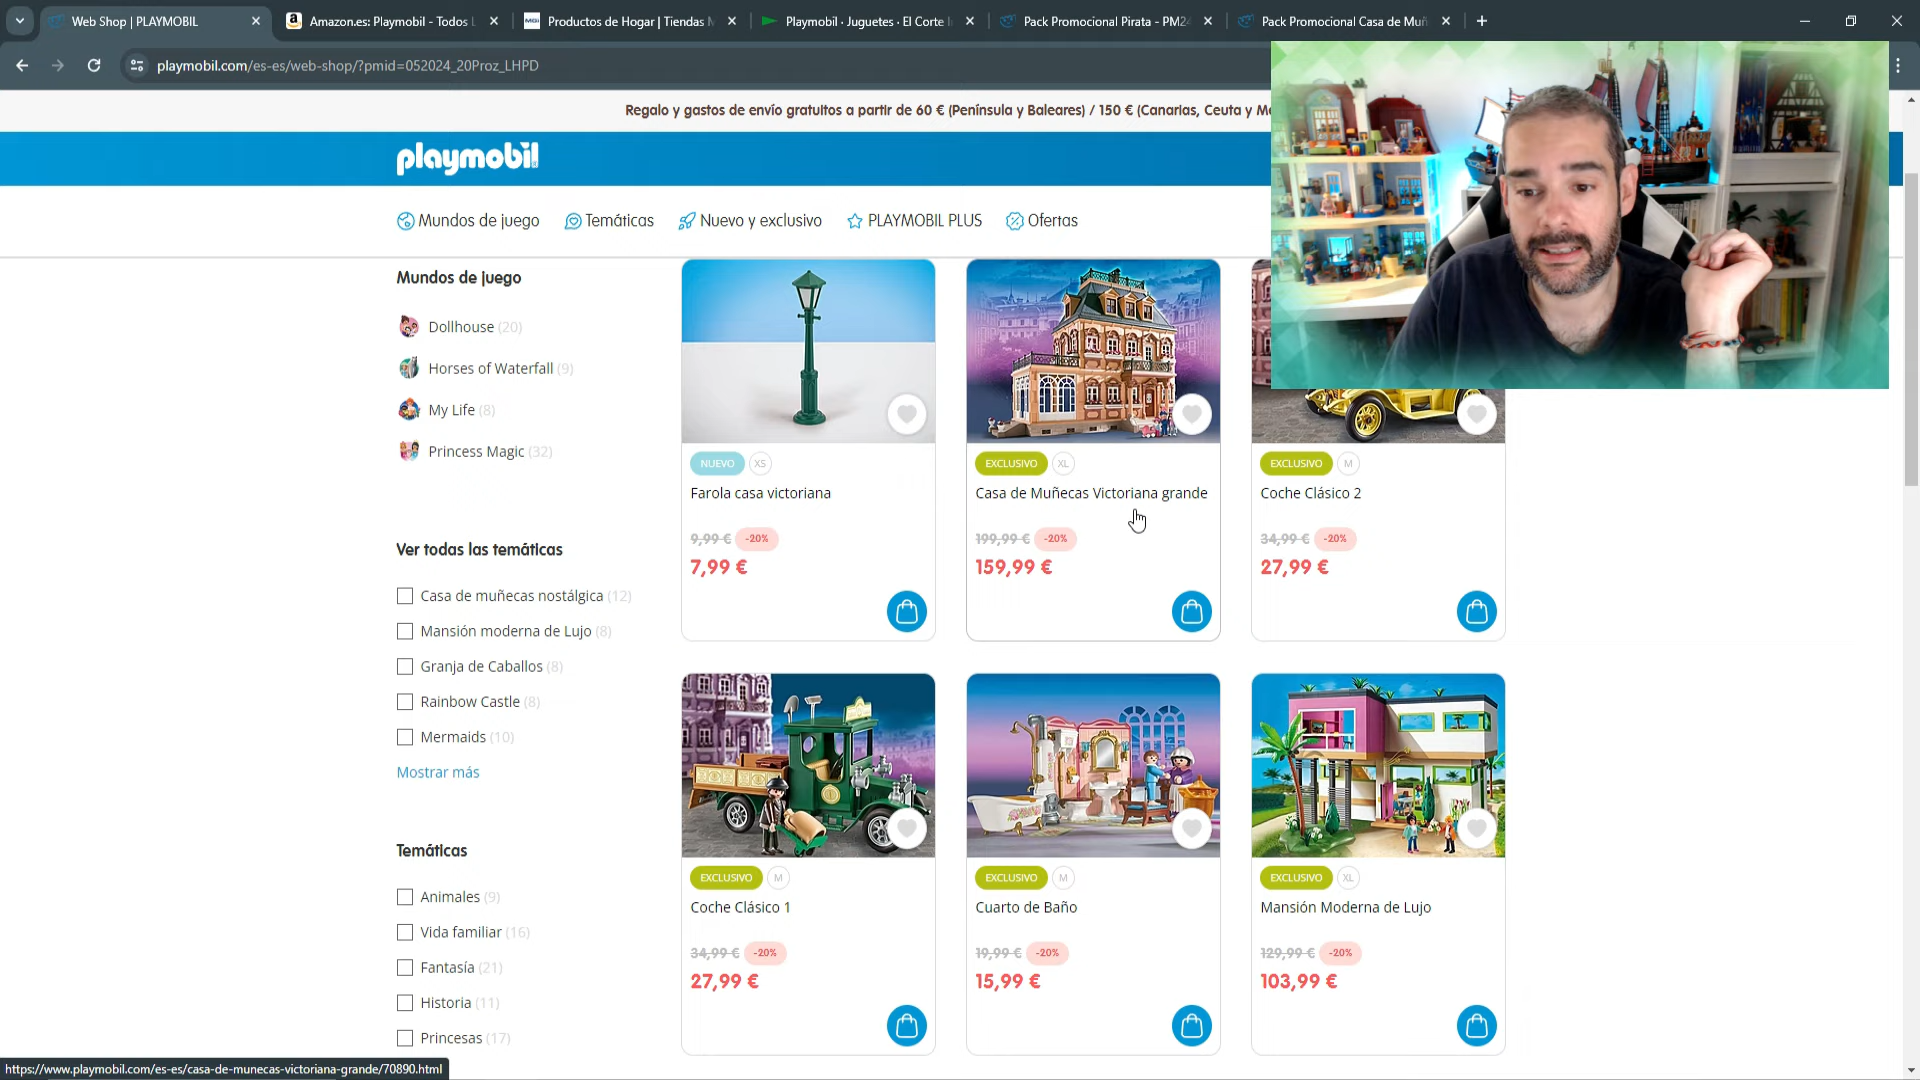 Web Shop | PLAYMOBIL
Amazon.es: Playmobil - Todos L
Productos de Hogar | Tiendas M
Playmobil · Juguetes · El Corte I
Pack Promocional Pirata - PM24
Pack Promocional Casa de Muñ
playmobil.com/es-es/web-shop/?pmid=052024_20Proz_LHPD
Regalo y gastos de envío gratuitos a partir de 60 € (Península y Baleares) / 150 € (Canarias, Ceuta y Me
playmobil
Mundos de juego
Temáticas
Nuevo y exclusivo
PLAYMOBIL PLUS
Ofertas
Mundos de juego
Dollhouse (20)
Horses of Waterfall (9)
My Life (8)
Princess Magic (32)
Ver todas las temáticas
Casa de muñecas nostálgica (12)
Mansión moderna de Lujo (8)
Granja de Caballos (8)
Rainbow Castle (8)
Mermaids (10)
Mostrar más
Temáticas
Animales (9)
Vida familiar (16)
Fantasía (21)
Historia (11)
Princesas (17)
NUEVO XS
Farola casa victoriana
9,99 € -20%
7,99 €
EXCLUSIVO XL
Casa de Muñecas Victoriana grande
199,99 € -20%
159,99 €
EXCLUSIVO M
Coche Clásico 2
34,99 € -20%
27,99 €
EXCLUSIVO M
Coche Clásico 1
34,99 € -20%
27,99 €
EXCLUSIVO M
Cuarto de Baño
19,99 € -20%
15,99 €
EXCLUSIVO XL
Mansión Moderna de Lujo
129,99 € -20%
103,99 €
https://www.playmobil.com/es-es/casa-de-munecas-victoriana-grande/70890.html